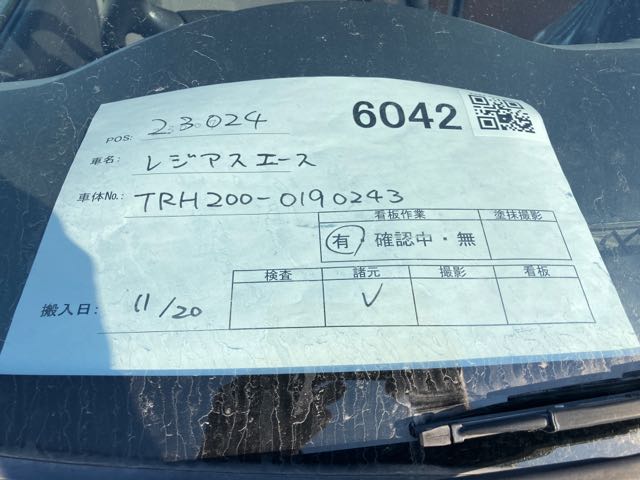 6042
POS: 23024
車名: レジアスエース
車体No.: TRH200-0190243
看板作業 塗抹撮影
有・確認中・無
検査 諸元 撮影 看板
搬入日: 11/20 ✓